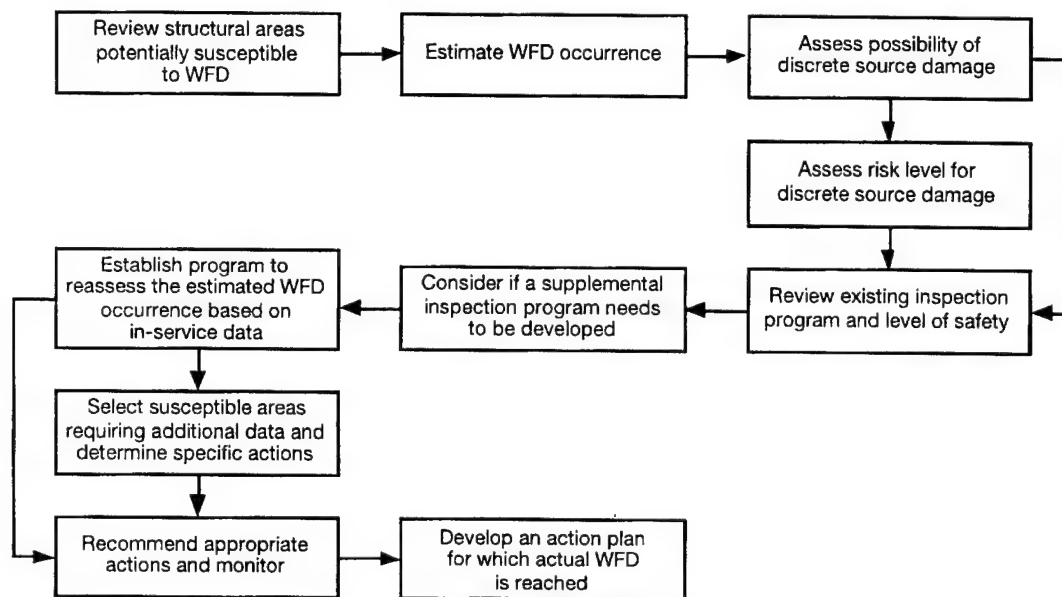 Review structural areas
potentially susceptible
to WFD
Estimate WFD occurrence
Assess possibility of
discrete source damage
Assess risk level for
discrete source damage
Review existing inspection
program and level of safety
Consider if a supplemental
inspection program needs
to be developed
Establish program to
reassess the estimated WFD
occurrence based on
in-service data
Select susceptible areas
requiring additional data and
determine specific actions
Recommend appropriate
actions and monitor
Develop an action plan
for which actual WFD
is reached